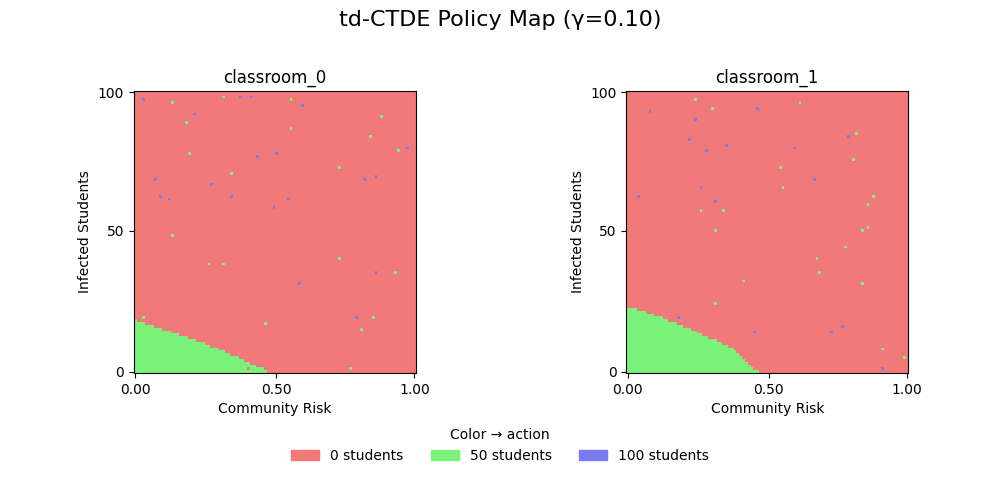 td-CTDE Policy Map (γ=0.10)
classroom_0
classroom_1
100
50
0
Infected Students
0.00 0.50 1.00
Community Risk
100
50
0
Infected Students
0.00 0.50 1.00
Community Risk
Color → action
0 students 50 students 100 students